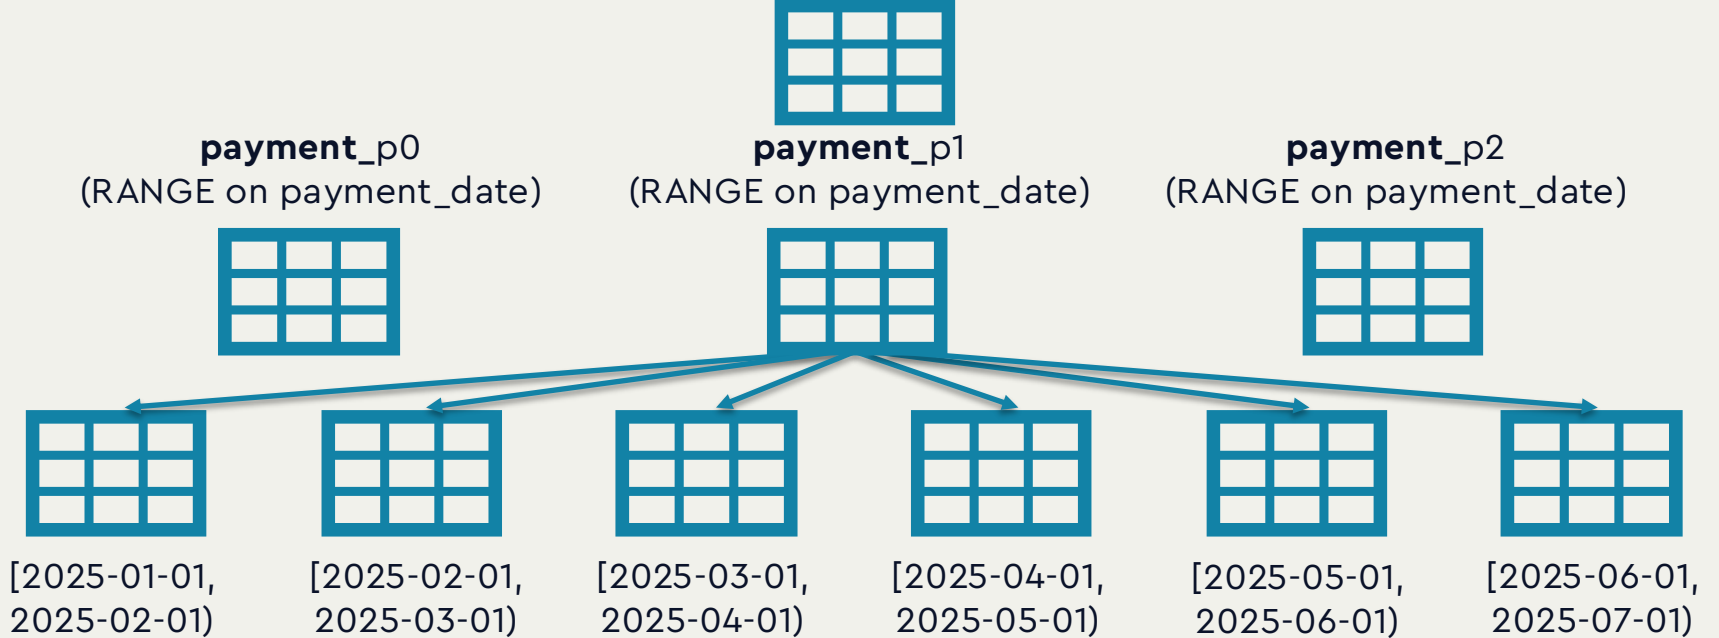 payment_p0
(RANGE on payment_date)
payment_p1
(RANGE on payment_date)
payment_p2
(RANGE on payment_date)
[2025-01-01,
2025-02-01)
[2025-02-01,
2025-03-01)
[2025-03-01,
2025-04-01)
[2025-04-01,
2025-05-01)
[2025-05-01,
2025-06-01)
[2025-06-01,
2025-07-01)